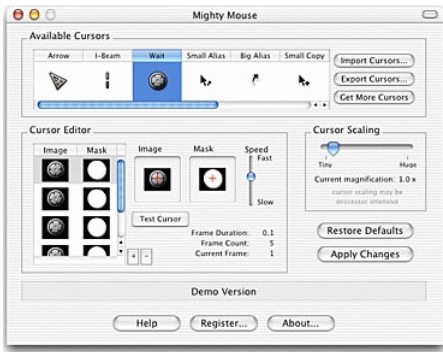 Mighty Mouse
Available Cursors
Arrow I-Beam Wait Small Alias Big Alias Small Copy
Import Cursors...
Export Cursors...
Get More Cursors
Cursor Editor
Image Mask
Image Mask Speed
Fast
Slow
Test Cursor
Frame Duration: 0.1
Frame Count: 5
Current Frame: 1
+ -
Cursor Scaling
Tiny Huge
Current magnification: 1.0 x
cursor scaling may be
processor intensive
Restore Defaults
Apply Changes
Demo Version
Help Register... About...